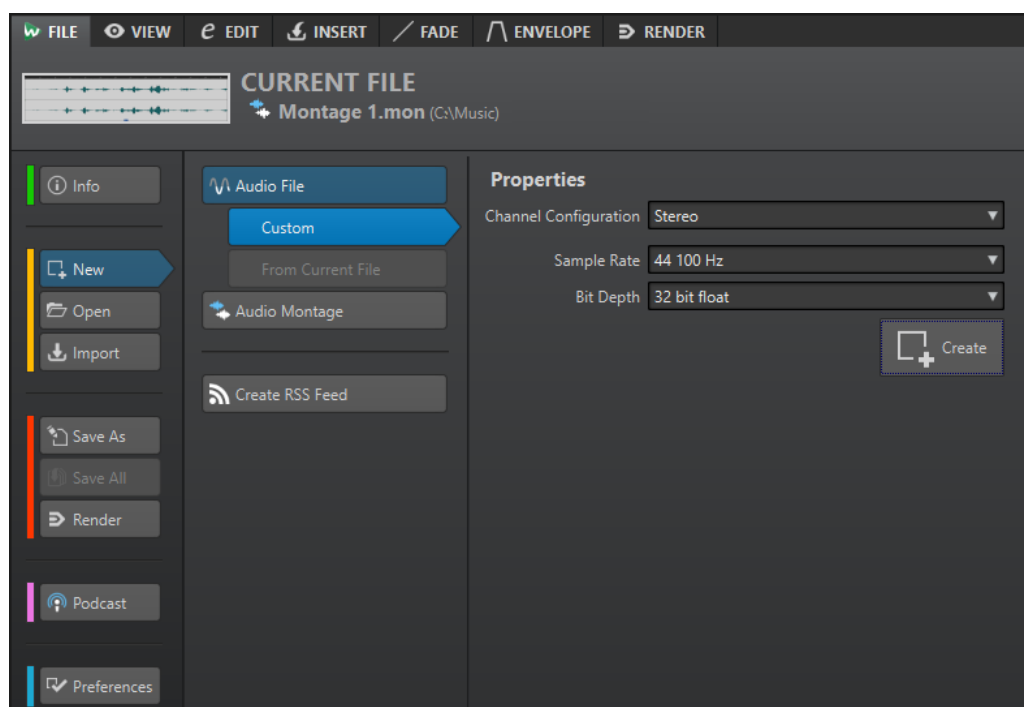 FILE VIEW EDIT INSERT FADE ENVELOPE RENDER
CURRENT FILE
Montage 1.mon (C:\Music)
Info
New
Open
Import
Save As
Save All
Render
Podcast
Preferences
Audio File
Custom
From Current File
Audio Montage
Create RSS Feed
Properties
Channel Configuration Stereo
Sample Rate 44 100 Hz
Bit Depth 32 bit float
Create